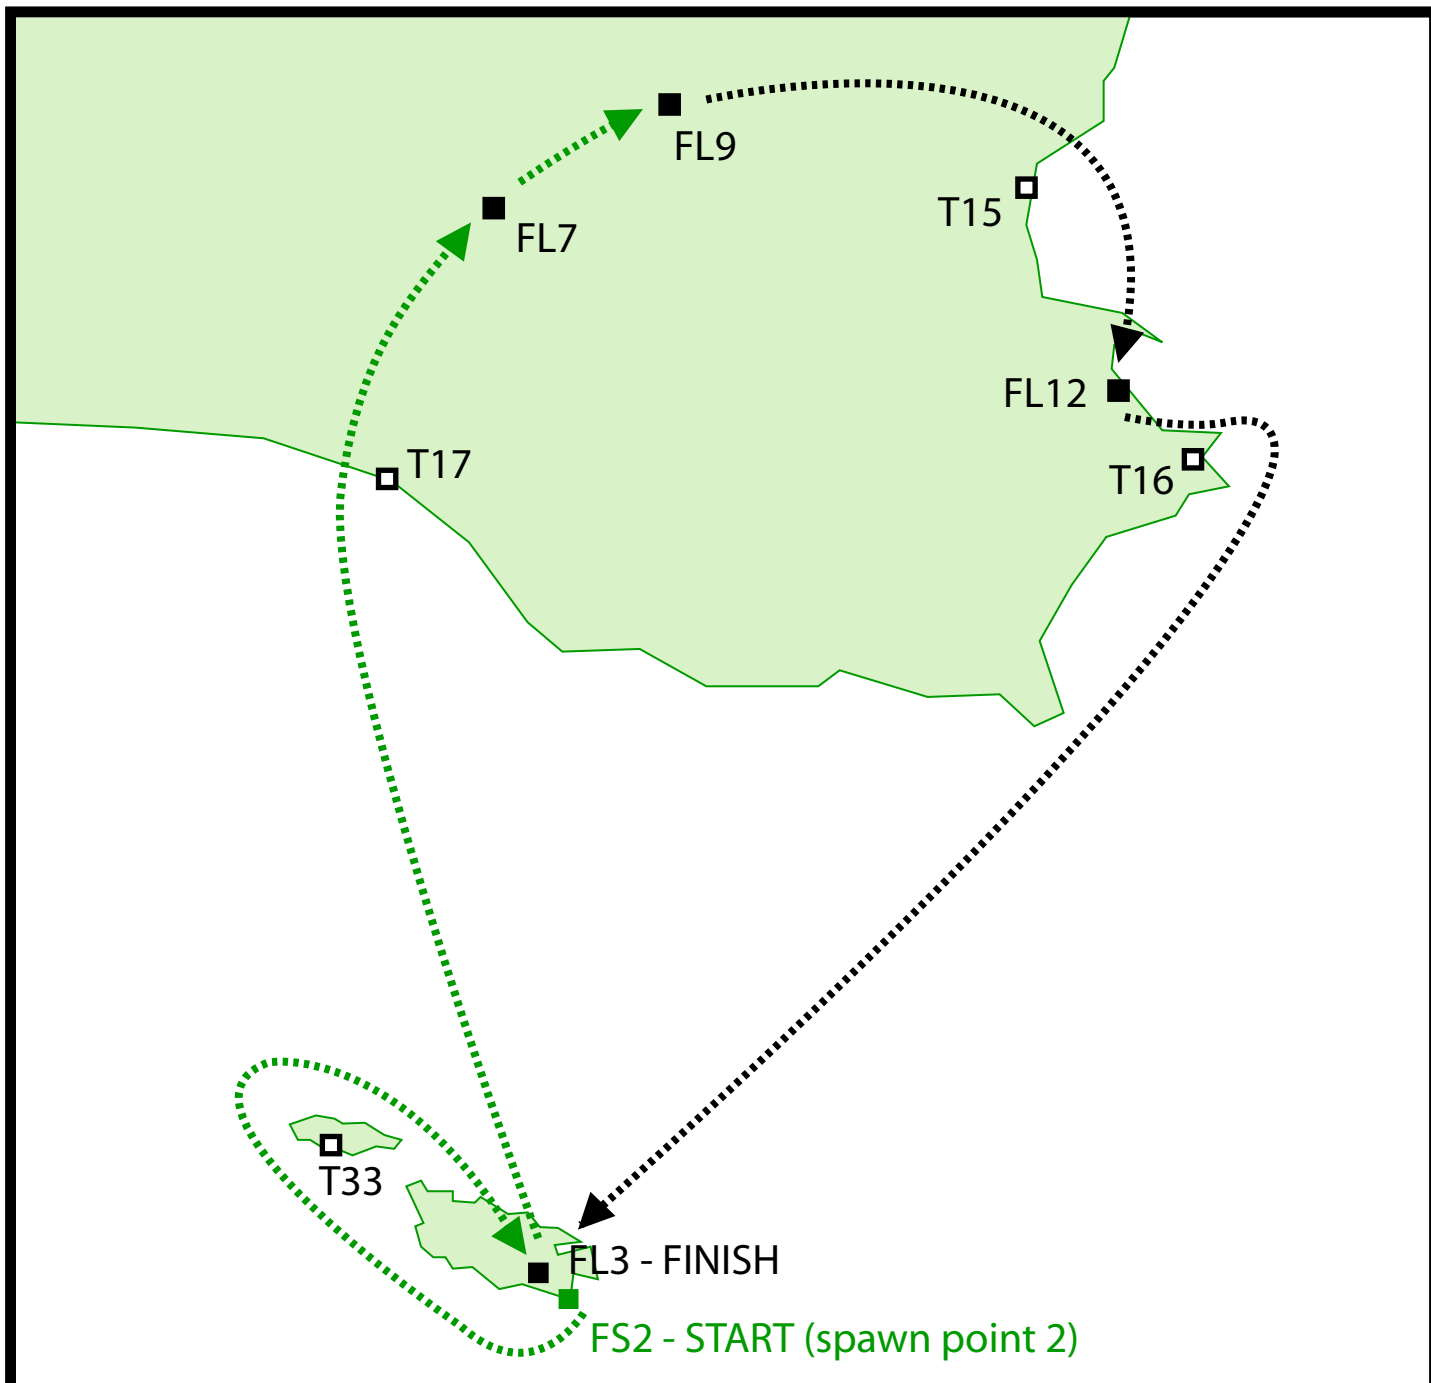 FL9
T15
FL7
FL12
T17
T16
T33
FL3 - FINISH
FS2 - START (spawn point 2)